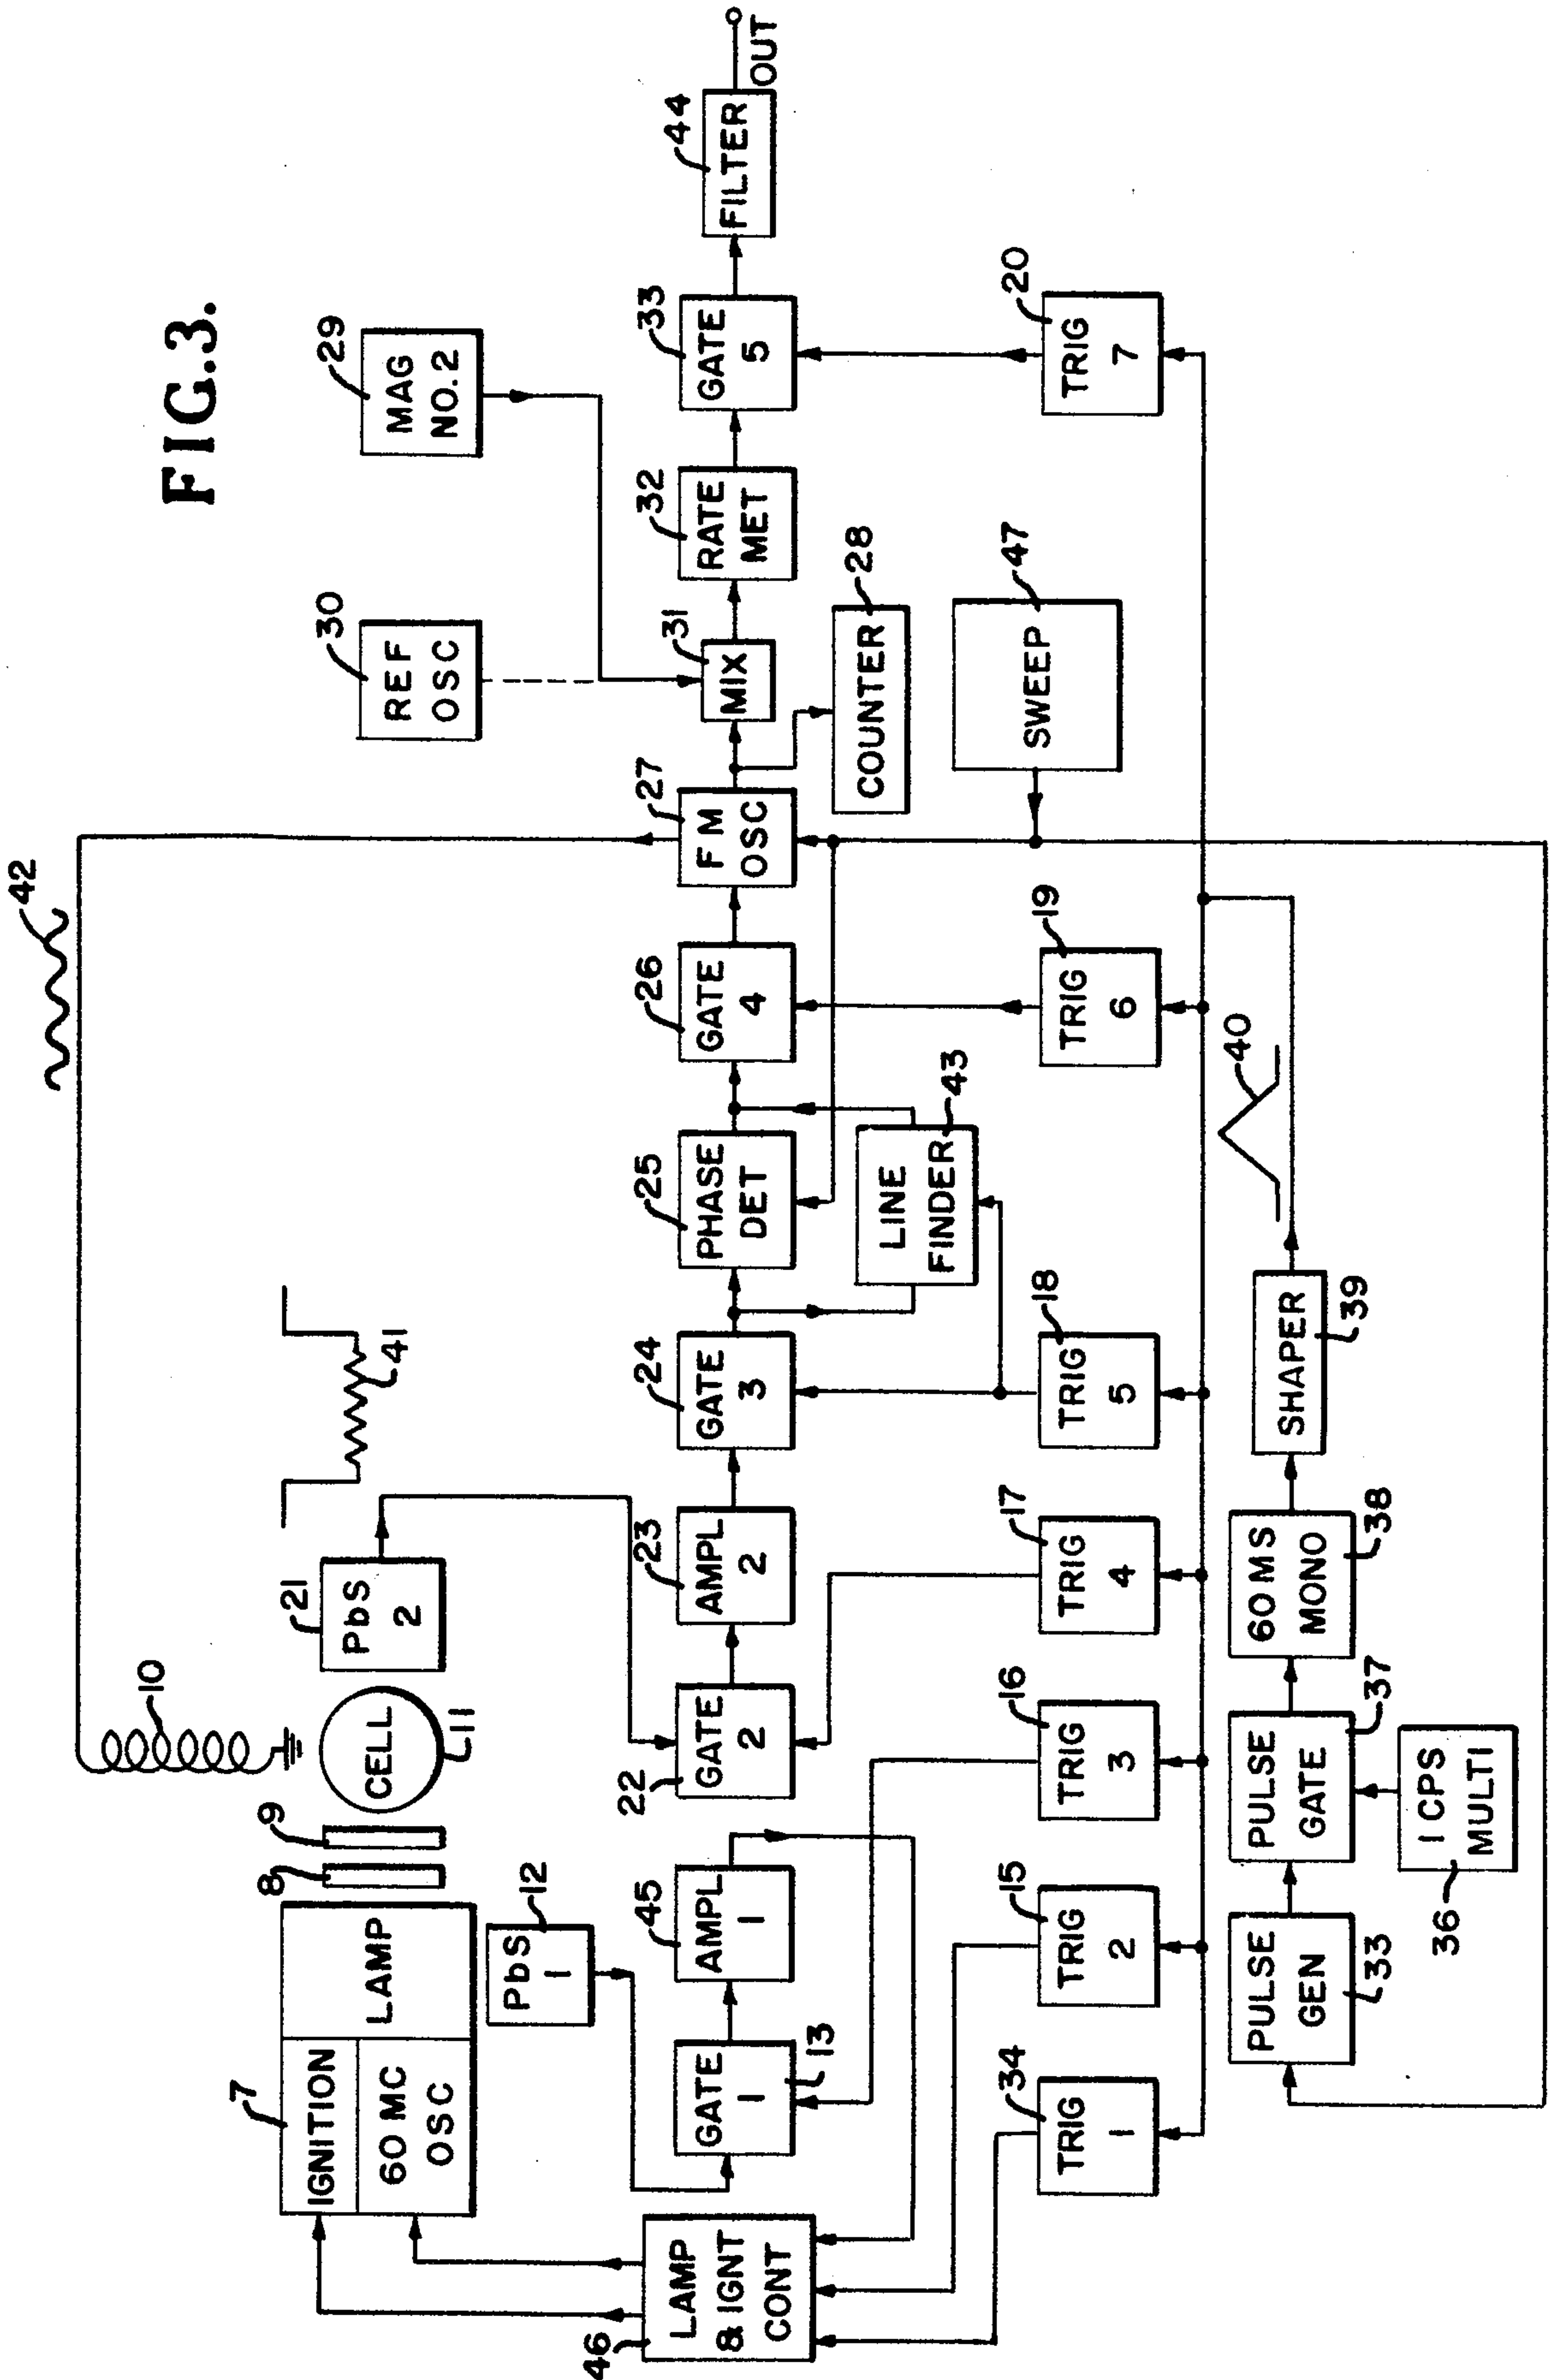 FIG.3.
42
7
IGNITION
60 MC
OSC
LAMP
8
9
10
CELL
11
21
PbS
2
41
30
REF
OSC
29
MAG
NO.2
12
PbS
1
46
LAMP
& IGNT
CONT
GATE
1
13
45
AMPL
1
22
GATE
2
23
AMPL
2
24
GATE
3
25
PHASE
DET
26
GATE
4
27
FM
OSC
31
MIX
32
RATE
MET
33
GATE
5
44
FILTER
OUT
LINE
FINDER
43
COUNTER
28
SWEEP
47
34
TRIG
1
15
TRIG
2
16
TRIG
3
17
TRIG
4
18
TRIG
5
19
TRIG
6
20
TRIG
7
PULSE
GEN
33
PULSE
GATE
37
60 MS
MONO
38
SHAPER
39
40
36
1 CPS
MULTI